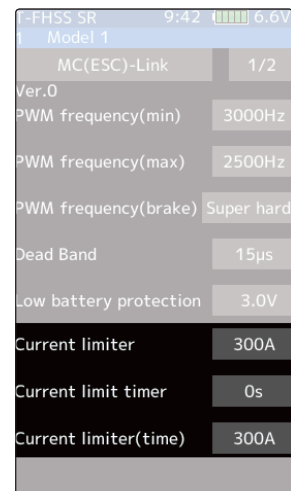 T-FHSS SR 9:42 6.6V
1 Model 1
MC(ESC)-Link 1/2
Ver.0
PWM frequency(min) 3000Hz
PWM frequency(max) 2500Hz
PWM frequency(brake) Super hard
Dead Band 15µs
Low battery protection 3.0V
Current limiter 300A
Current limit timer 0s
Current limiter(time) 300A